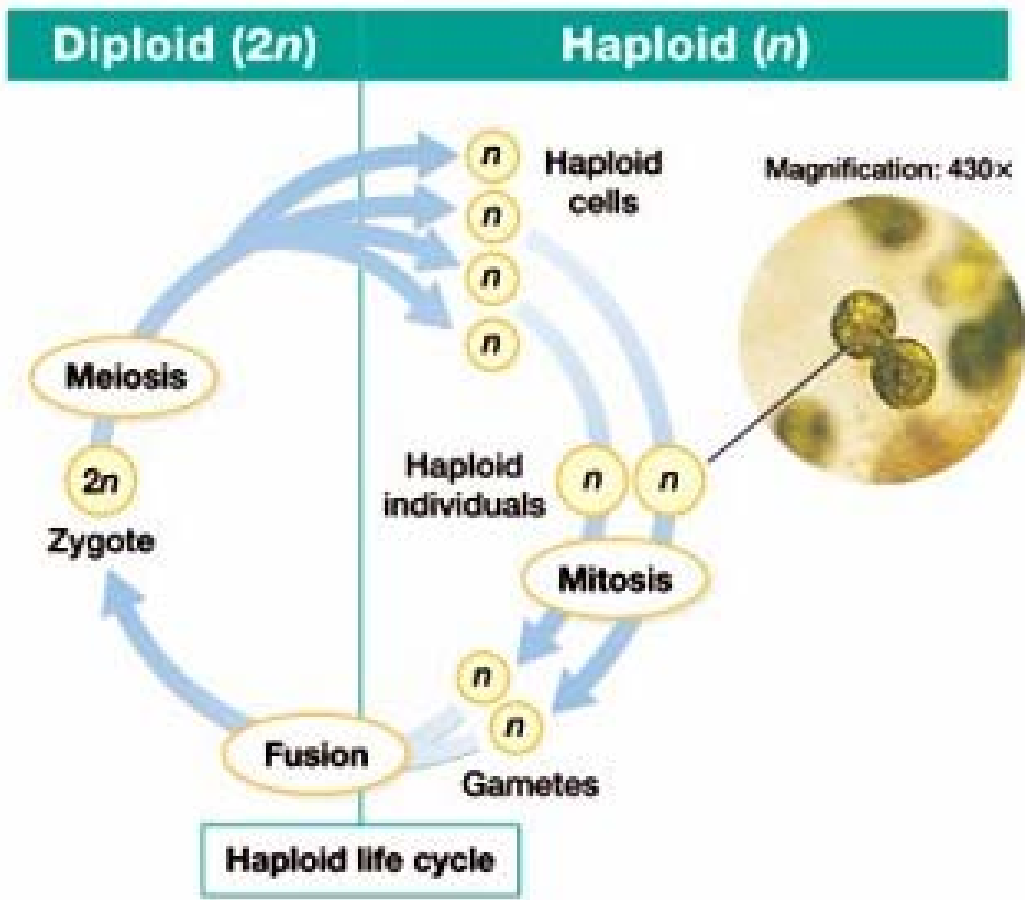 Diploid (2n)
Haploid (n)
n
Haploid
cells
Magnification: 430×
n
n
n
Meiosis
2n
Zygote
Haploid
individuals
n
n
Mitosis
n
n
Gametes
Fusion
Haploid life cycle